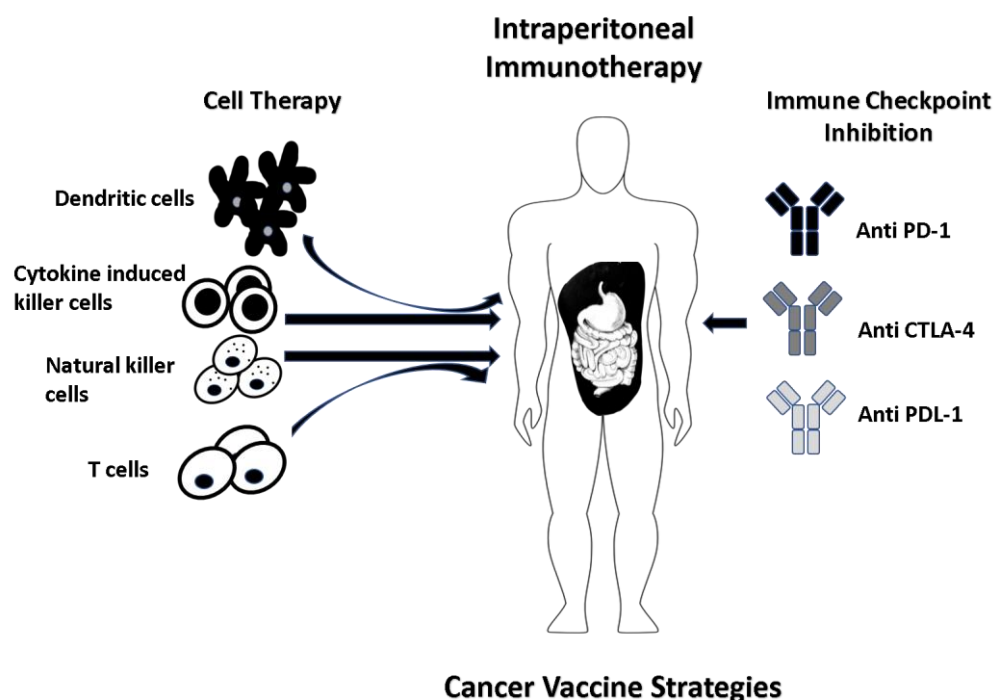 Intraperitoneal
Immunotherapy
Cell Therapy
Dendritic cells
Cytokine induced
killer cells
Natural killer
cells
T cells
Immune Checkpoint
Inhibition
Anti PD-1
Anti CTLA-4
Anti PDL-1
Cancer Vaccine Strategies